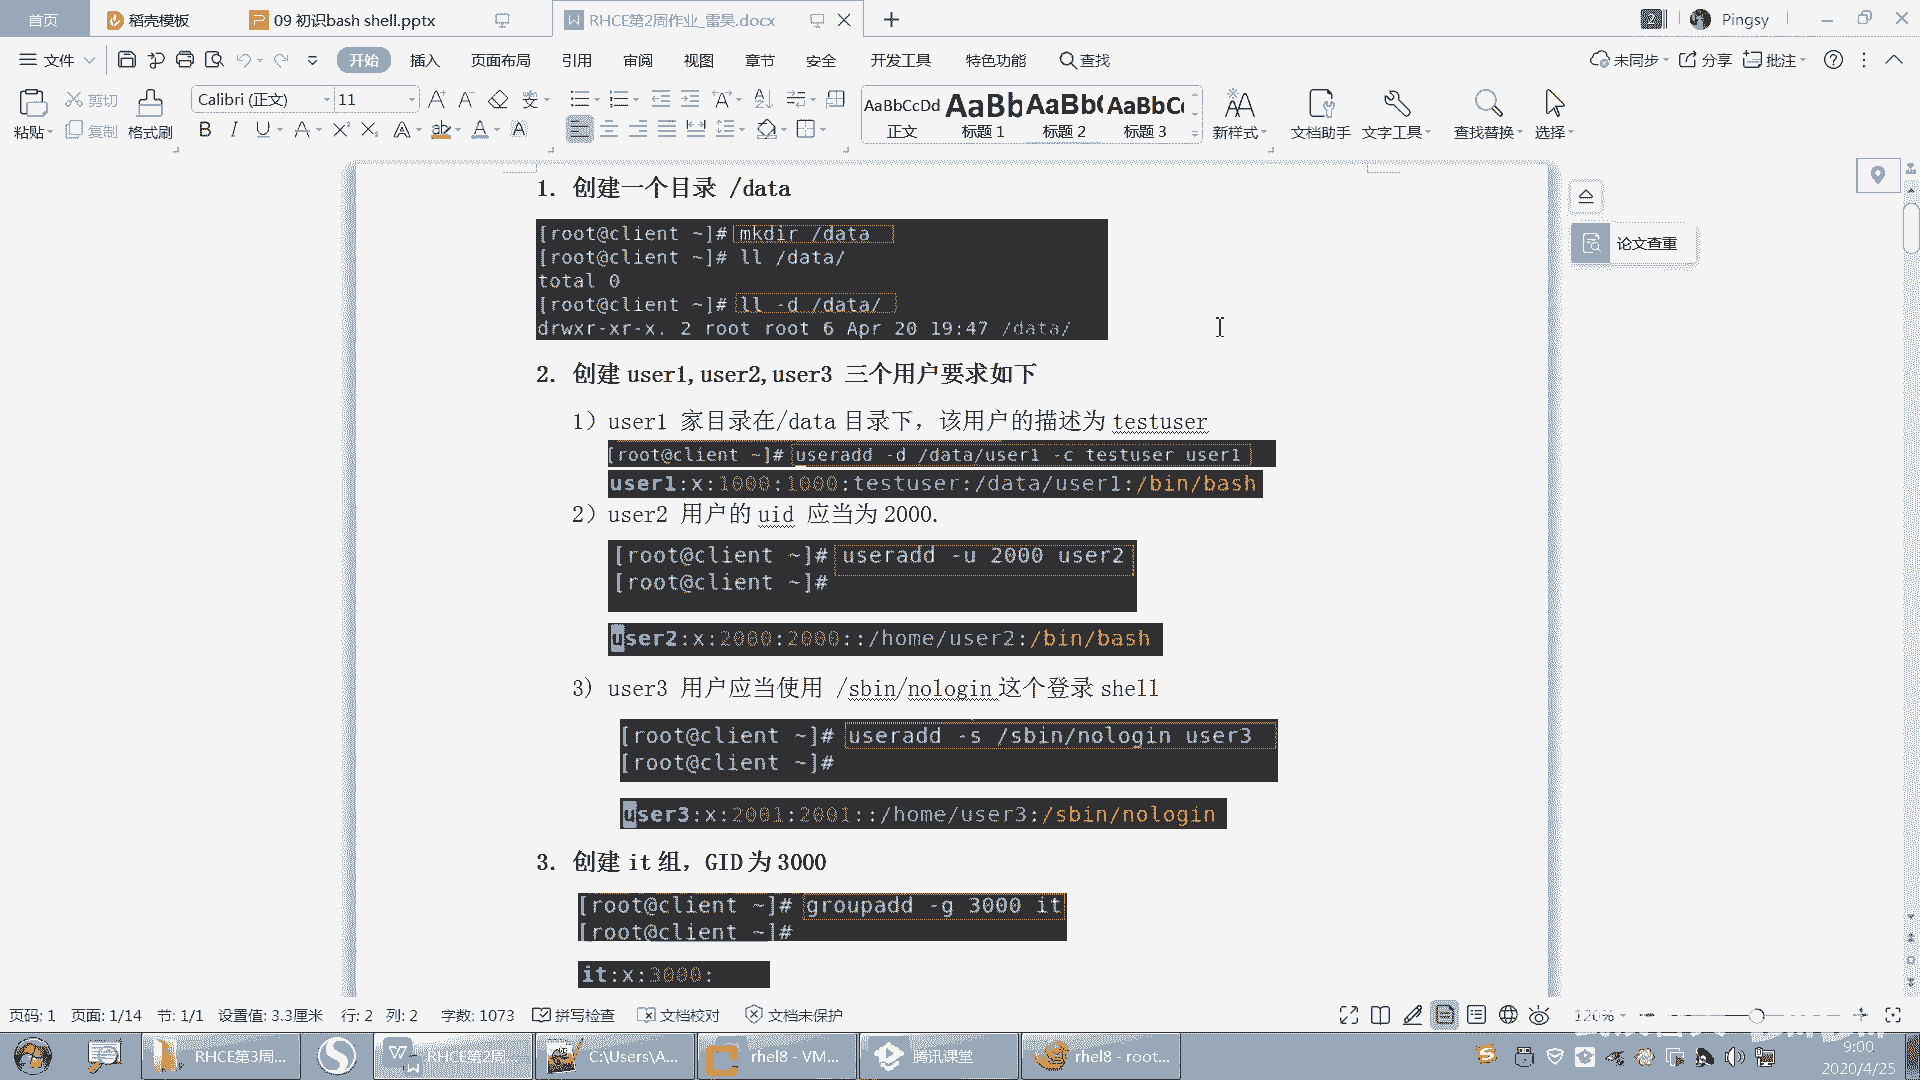 首页 稻壳模板 09 初识bash shell.pptx RHCE第2周作业_雷昊.docx 2 Pingsy
文件 开始 插入 页面布局 引用 审阅 视图 章节 安全 开发工具 特色功能 查找 未同步 分享 批注
粘贴 剪切 复制 格式刷 Calibri (正文) 11 AaBbCcDd 正文 AaBb 标题 1 AaBb( 标题 2 AaBbC 标题 3 新样式 文档助手 文字工具 查找替换 选择
论文查重
1. 创建一个目录 /data
[root@client ~]# mkdir /data
[root@client ~]# ll /data/
total 0
[root@client ~]# ll -d /data/
drwxr-xr-x. 2 root root 6 Apr 20 19:47 /data/
2. 创建 user1,user2,user3 三个用户要求如下
1）user1 家目录在/data 目录下，该用户的描述为 testuser
[root@client ~]# useradd -d /data/user1 -c testuser user1
user1:x:1000:1000:testuser:/data/user1:/bin/bash
2）user2 用户的 uid 应当为 2000.
[root@client ~]# useradd -u 2000 user2
[root@client ~]#
user2:x:2000:2000::/home/user2:/bin/bash
3) user3 用户应当使用 /sbin/nologin 这个登录 shell
[root@client ~]# useradd -s /sbin/nologin user3
[root@client ~]#
user3:x:2001:2001::/home/user3:/sbin/nologin
3. 创建 it 组，GID 为 3000
[root@client ~]# groupadd -g 3000 it
[root@client ~]#
it:x:3000:
页码: 1 页面: 1/14 节: 1/1 设置值: 3.3厘米 行: 2 列: 2 字数: 1073 拼写检查 文档校对 文档未保护 120%
RHCE第3周... RHCE第2周... C:\Users\A... rhel8 - VM... 腾讯课堂 rhel8 - root...
9:00
2020/4/25